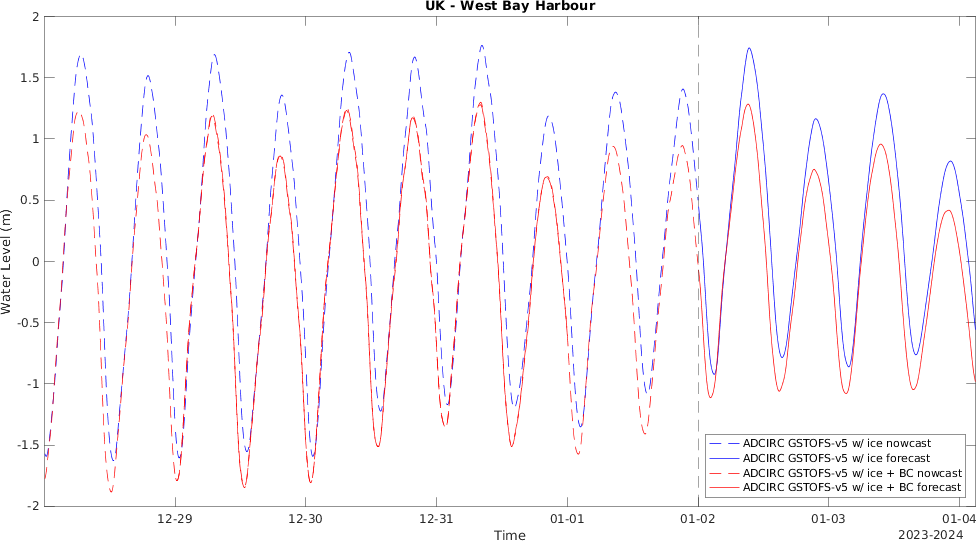 UK - West Bay Harbour
2
1.5
1
0.5
0
-0.5
-1
-1.5
-2
Water Level (m)
ADCIRC GSTOFS-v5 w/ ice nowcast
ADCIRC GSTOFS-v5 w/ ice forecast
ADCIRC GSTOFS-v5 w/ ice + BC nowcast
ADCIRC GSTOFS-v5 w/ ice + BC forecast
12-29 12-30 12-31 01-01 01-02 01-03 01-04
Time
2023-2024